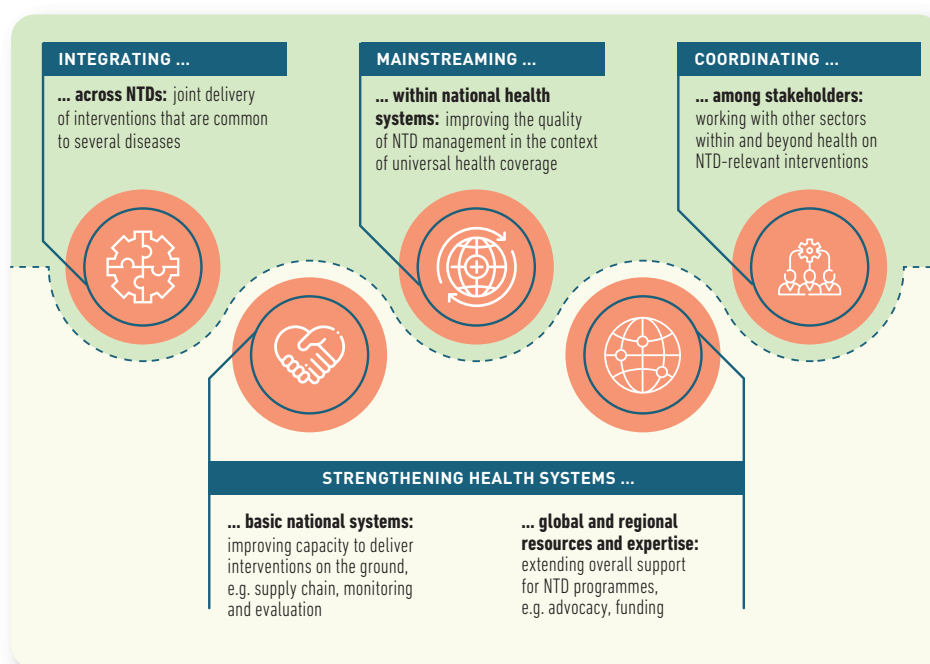 INTEGRATING ...
... across NTDs: joint delivery
of interventions that are common
to several diseases
MAINSTREAMING ...
... within national health
systems: improving the quality
of NTD management in the context
of universal health coverage
COORDINATING ...
... among stakeholders:
working with other sectors
within and beyond health on
NTD-relevant interventions
STRENGTHENING HEALTH SYSTEMS ...
... basic national systems:
improving capacity to deliver
interventions on the ground,
e.g. supply chain, monitoring
and evaluation
... global and regional
resources and expertise:
extending overall support
for NTD programmes,
e.g. advocacy, funding